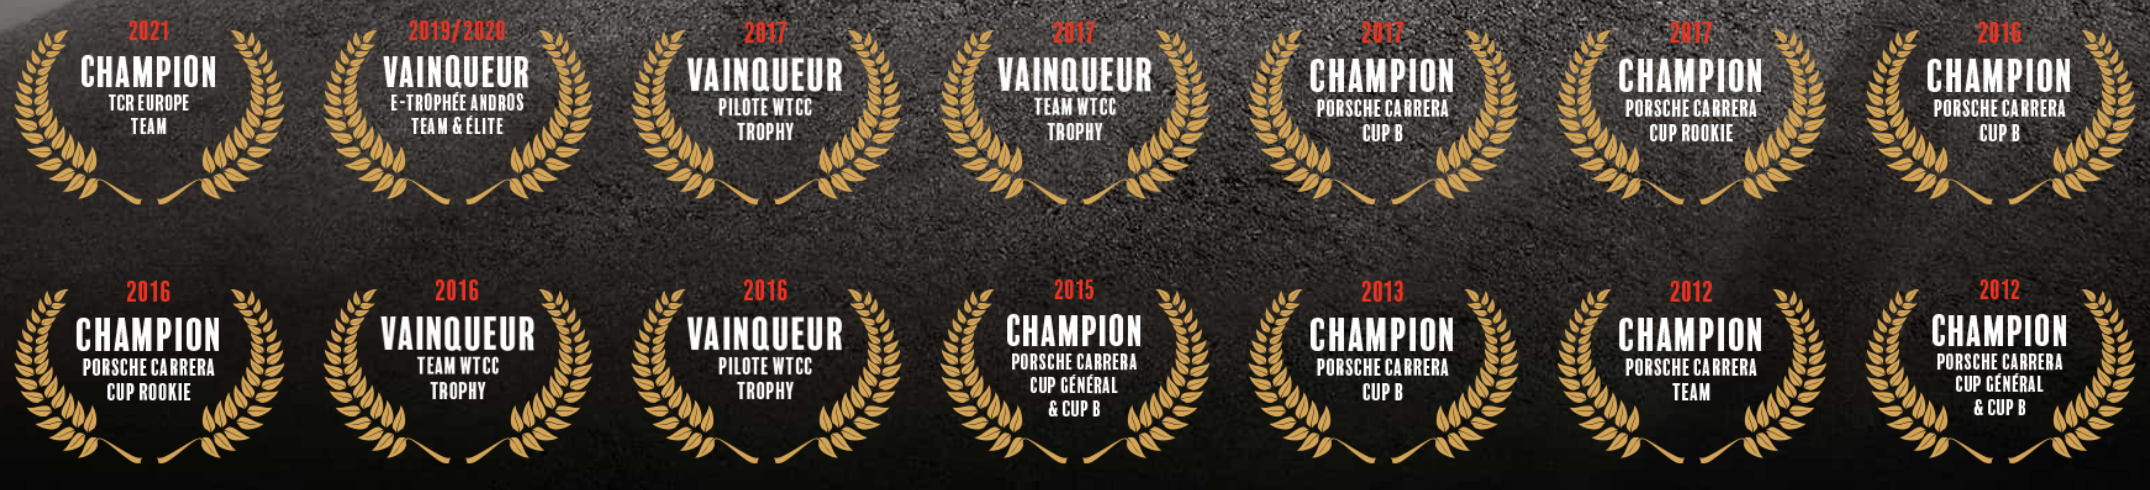 2021
CHAMPION
TCR EUROPE
TEAM
2019/2020
VAINQUEUR
E-TROPHÉE ANDROS
TEAM & ÉLITE
2017
VAINQUEUR
PILOTE WTCC
TROPHY
2017
VAINQUEUR
TEAM WTCC
TROPHY
2017
CHAMPION
PORSCHE CARRERA
CUP B
2017
CHAMPION
PORSCHE CARRERA
CUP ROOKIE
2016
CHAMPION
PORSCHE CARRERA
CUP B
2016
CHAMPION
PORSCHE CARRERA
CUP ROOKIE
2016
VAINQUEUR
TEAM WTCC
TROPHY
2016
VAINQUEUR
PILOTE WTCC
TROPHY
2015
CHAMPION
PORSCHE CARRERA
CUP GÉNÉRAL
& CUP B
2013
CHAMPION
PORSCHE CARRERA
CUP B
2012
CHAMPION
PORSCHE CARRERA
TEAM
2012
CHAMPION
PORSCHE CARRERA
CUP GÉNÉRAL
& CUP B